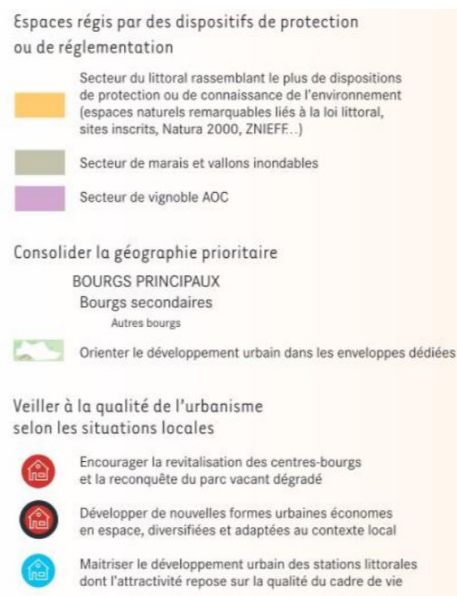 Espaces régis par des dispositifs de protection
ou de réglementation
Secteur du littoral rassemblant le plus de dispositions
de protection ou de connaissance de l'environnement
(espaces naturels remarquables liés à la loi littoral,
sites inscrits, Natura 2000, ZNIEFF...)
Secteur de marais et vallons inondables
Secteur de vignoble AOC
Consolider la géographie prioritaire
BOURGS PRINCIPAUX
Bourgs secondaires
Autres bourgs
Orienter le développement urbain dans les enveloppes dédiées
Veiller à la qualité de l'urbanisme
selon les situations locales
Encourager la revitalisation des centres-bourgs
et la reconquête du parc vacant dégradé
Développer de nouvelles formes urbaines économes
en espace, diversifiées et adaptées au contexte local
Maitriser le développement urbain des stations littorales
dont l'attractivité repose sur la qualité du cadre de vie